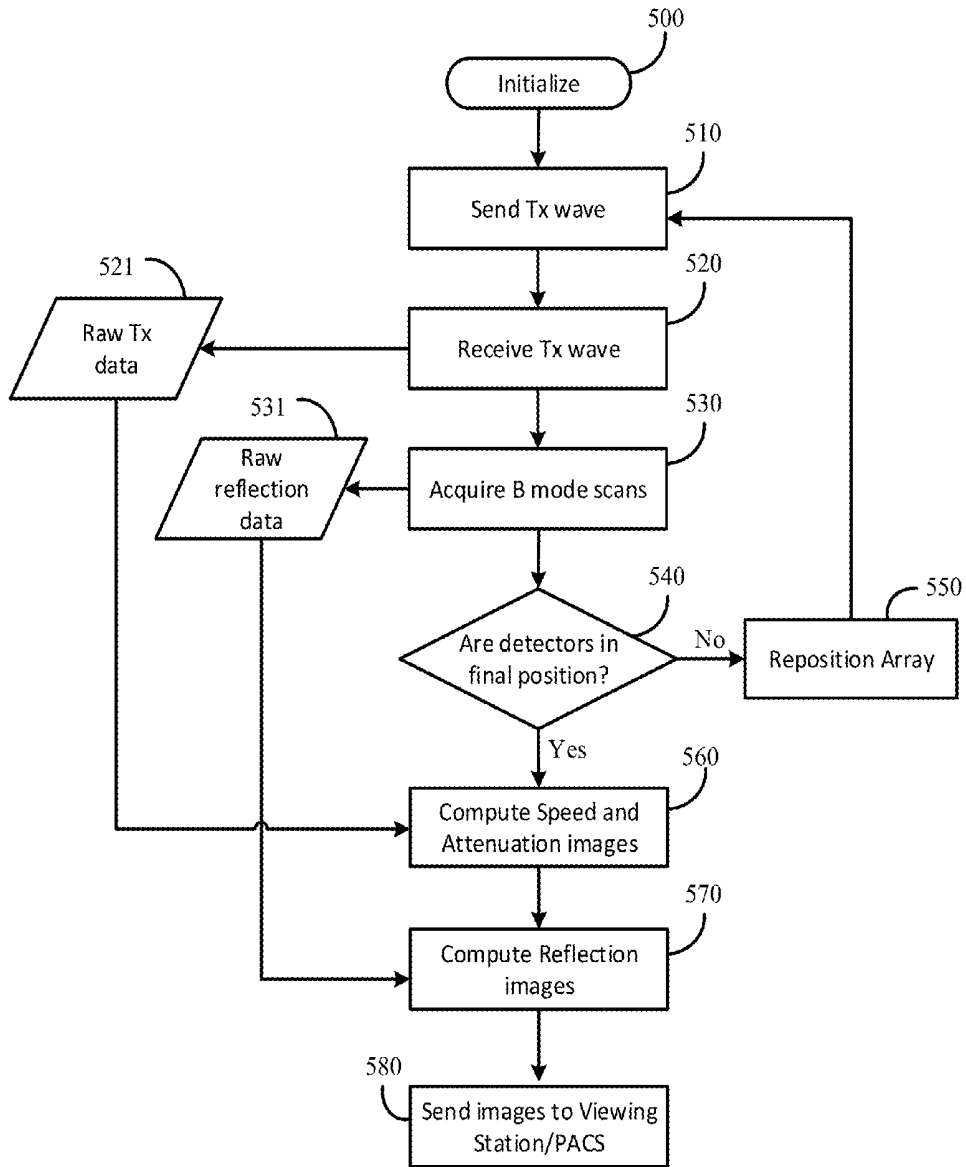 500
Initialize
510
Send Tx wave
521
520
Raw Tx
data
Receive Tx wave
531
530
Raw
reflection
data
Acquire B mode scans
540
550
Are detectors in
final position?
No
Reposition Array
Yes
560
Compute Speed and
Attenuation images
570
Compute Reflection
images
580
Send images to Viewing
Station/PACS